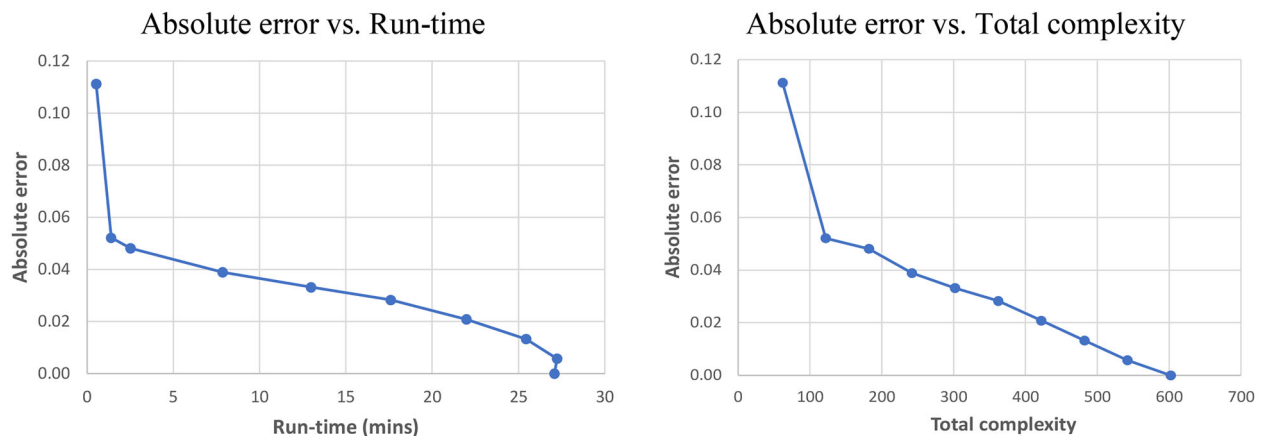 Absolute error vs. Run-time
0.12
0.10
0.08
0.06
0.04
0.02
0.00
Absolute error
0 5 10 15 20 25 30
Run-time (mins)
Absolute error vs. Total complexity
0.12
0.10
0.08
0.06
0.04
0.02
0.00
Absolute error
0 100 200 300 400 500 600 700
Total complexity